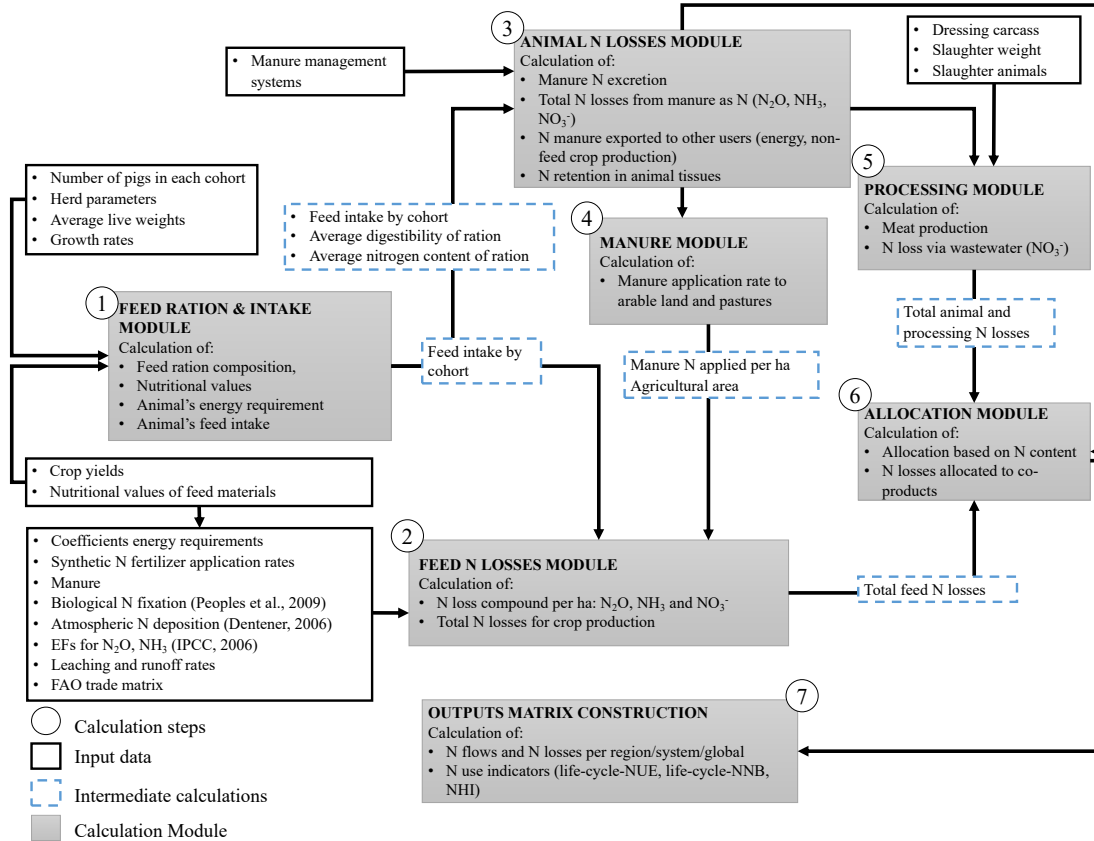 ③
ANIMAL N LOSSES MODULE
Calculation of:
• Manure N excretion
• Total N losses from manure as N (N₂O, NH₃,
NO₃⁻)
• N manure exported to other users (energy, non-
feed crop production)
• N retention in animal tissues
• Dressing carcass
• Slaughter weight
• Slaughter animals
• Manure management
systems
• Number of pigs in each cohort
• Herd parameters
• Average live weights
• Growth rates
• Feed intake by cohort
• Average digestibility of ration
• Average nitrogen content of ration
④
MANURE MODULE
Calculation of:
• Manure application rate to
arable land and pastures
⑤
PROCESSING MODULE
Calculation of:
• Meat production
• N loss via wastewater (NO₃⁻)
①
FEED RATION & INTAKE
MODULE
Calculation of:
• Feed ration composition,
• Nutritional values
• Animal's energy requirement
• Animal's feed intake
Feed intake by
cohort
Manure N applied per ha
Agricultural area
Total animal and
processing N losses
⑥
ALLOCATION MODULE
Calculation of:
• Allocation based on N content
• N losses allocated to co-
products
• Crop yields
• Nutritional values of feed materials
• Coefficients energy requirements
• Synthetic N fertilizer application rates
• Manure
• Biological N fixation (Peoples et al., 2009)
• Atmospheric N deposition (Dentener, 2006)
• EFs for N₂O, NH₃ (IPCC, 2006)
• Leaching and runoff rates
• FAO trade matrix
②
FEED N LOSSES MODULE
Calculation of:
• N loss compound per ha: N₂O, NH₃ and NO₃⁻
• Total N losses for crop production
Total feed N losses
⑦
OUTPUTS MATRIX CONSTRUCTION
Calculation of:
• N flows and N losses per region/system/global
• N use indicators (life-cycle-NUE, life-cycle-NNB,
NHI)
Calculation steps
Input data
Intermediate calculations
Calculation Module